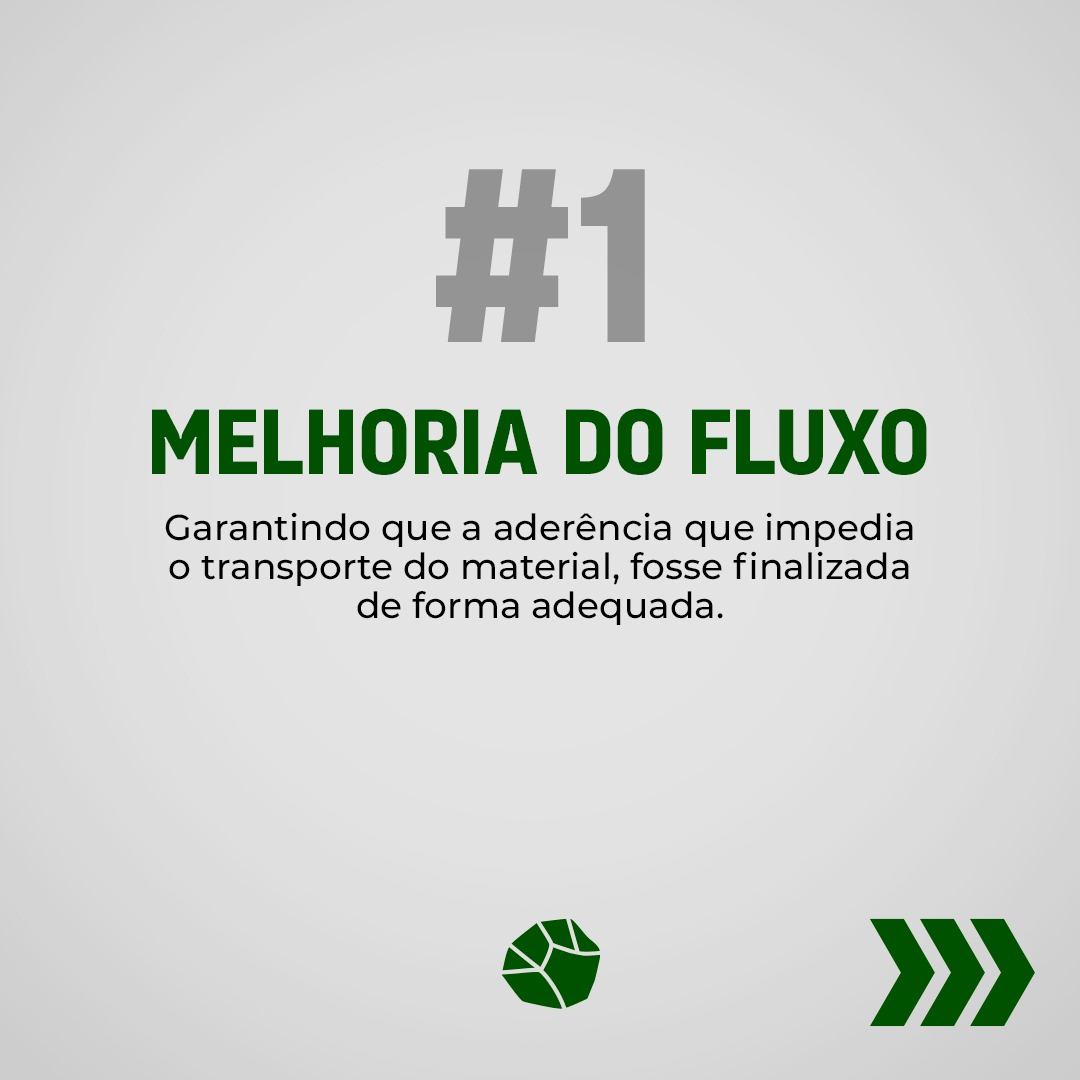 #1
MELHORIA DO FLUXO
Garantindo que a aderência que impedia
o transporte do material, fosse finalizada
de forma adequada.